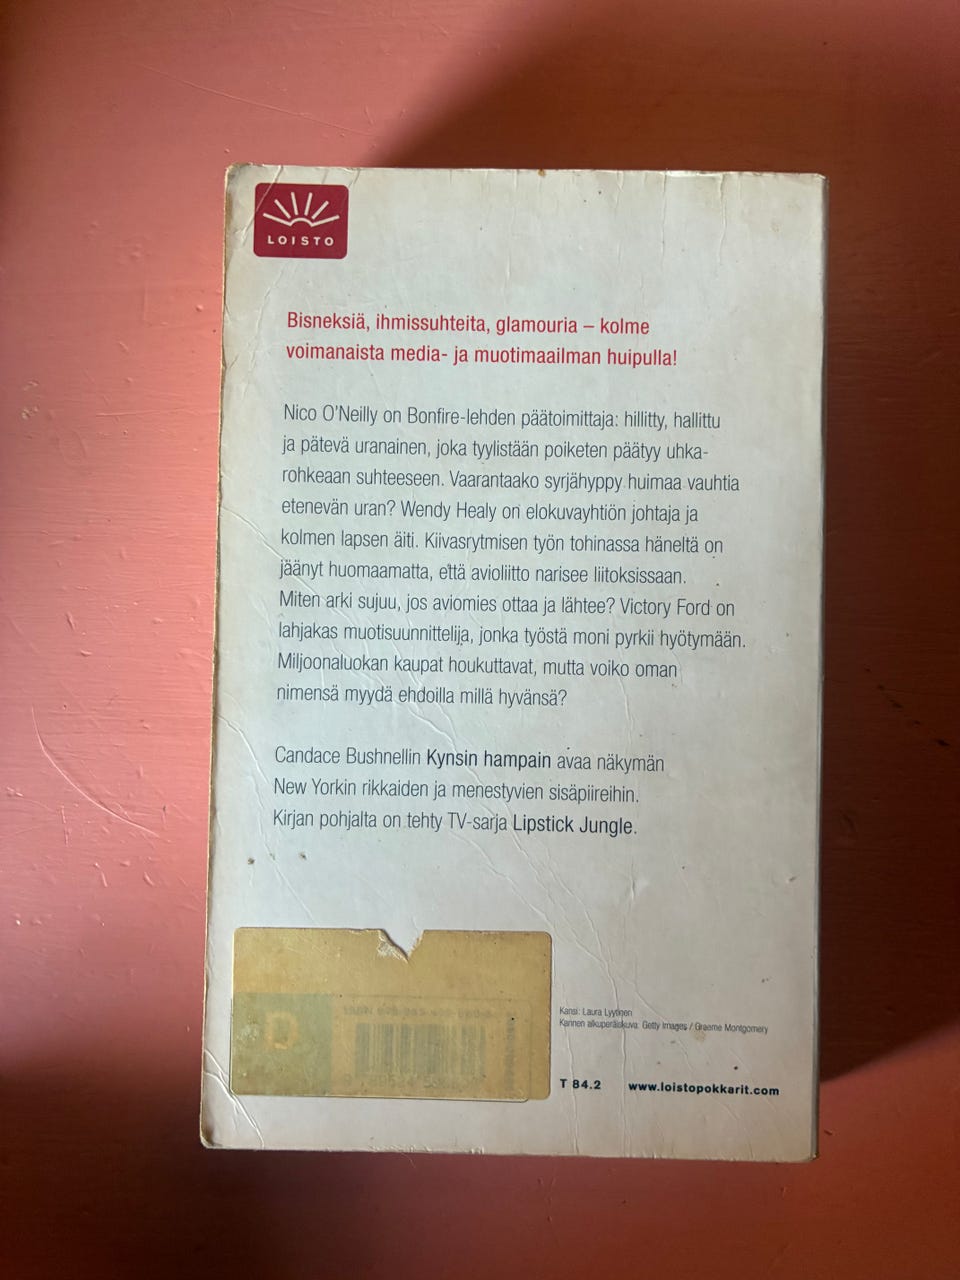 LOISTO
Bisneksiä, ihmissuhteita, glamouria – kolme
voimanaista media- ja muotimaailman huipulla!
Nico O'Neilly on Bonfire-lehden päätoimittaja: hillitty, hallittu
ja pätevä uranainen, joka tyylistään poiketen päätyy uhka-
rohkeaan suhteeseen. Vaarantaako syrjähyppy huimaa vauhtia
etenevän uran? Wendy Healy on elokuvayhtiön johtaja ja
kolmen lapsen äiti. Kiivasrytmisen työn tohinassa häneltä on
jäänyt huomaamatta, että avioliitto narisee liitoksissaan.
Miten arki sujuu, jos aviomies ottaa ja lähtee? Victory Ford on
lahjakas muotisuunnittelija, jonka työstä moni pyrkii hyötymään.
Miljoonaluokan kaupat houkuttavat, mutta voiko oman
nimensä myydä ehdoilla millä hyvänsä?
Candace Bushnellin Kynsin hampain avaa näkymän
New Yorkin rikkaiden ja menestyvien sisäpiireihin.
Kirjan pohjalta on tehty TV-sarja Lipstick Jungle.
ISBN
Kansi: Laura Lyytinen
Kannen alkuperäiskuva: Getty Images / Graeme Montgomery
T 84.2 www.loistopokkarit.com